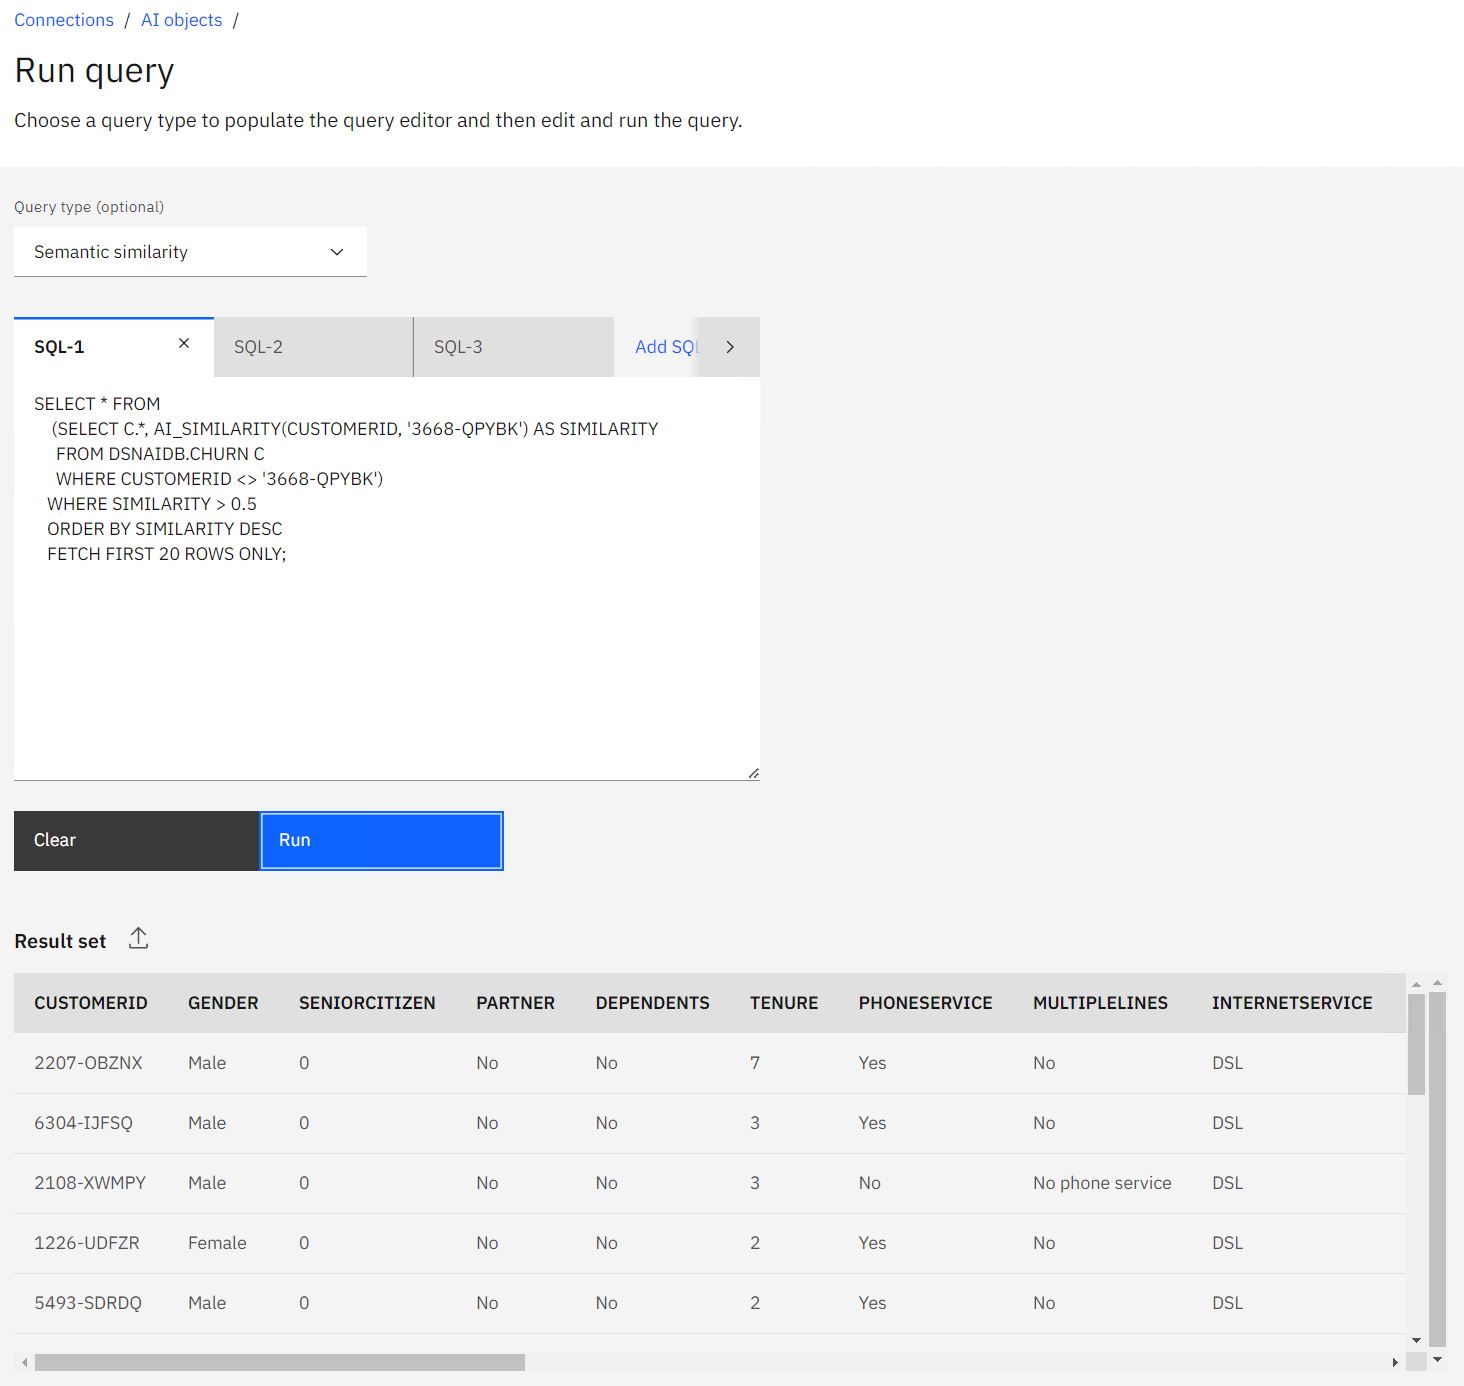 Connections / AI objects /
Run query
Choose a query type to populate the query editor and then edit and run the query.
Query type (optional)
Semantic similarity
SQL-1 SQL-2 SQL-3 Add SQL
SELECT * FROM
(SELECT C.*, AI_SIMILARITY(CUSTOMERID, '3668-QPYBK') AS SIMILARITY
FROM DSNAIDB.CHURN C
WHERE CUSTOMERID <> '3668-QPYBK')
WHERE SIMILARITY > 0.5
ORDER BY SIMILARITY DESC
FETCH FIRST 20 ROWS ONLY;
Clear Run
Result set
CUSTOMERID GENDER SENIORCITIZEN PARTNER DEPENDENTS TENURE PHONESERVICE MULTIPLELINES INTERNETSERVICE
2207-OBZNX Male 0 No No 7 Yes No DSL
6304-IJFSQ Male 0 No No 3 Yes No DSL
2108-XWMPY Male 0 No No 3 No No phone service DSL
1226-UDFZR Female 0 No No 2 Yes No DSL
5493-SDRDQ Male 0 No No 2 Yes No DSL